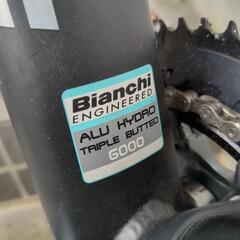 Bianchi
ENGINEERED
ALU HYDRO
TRIPLE BUTTED
6000